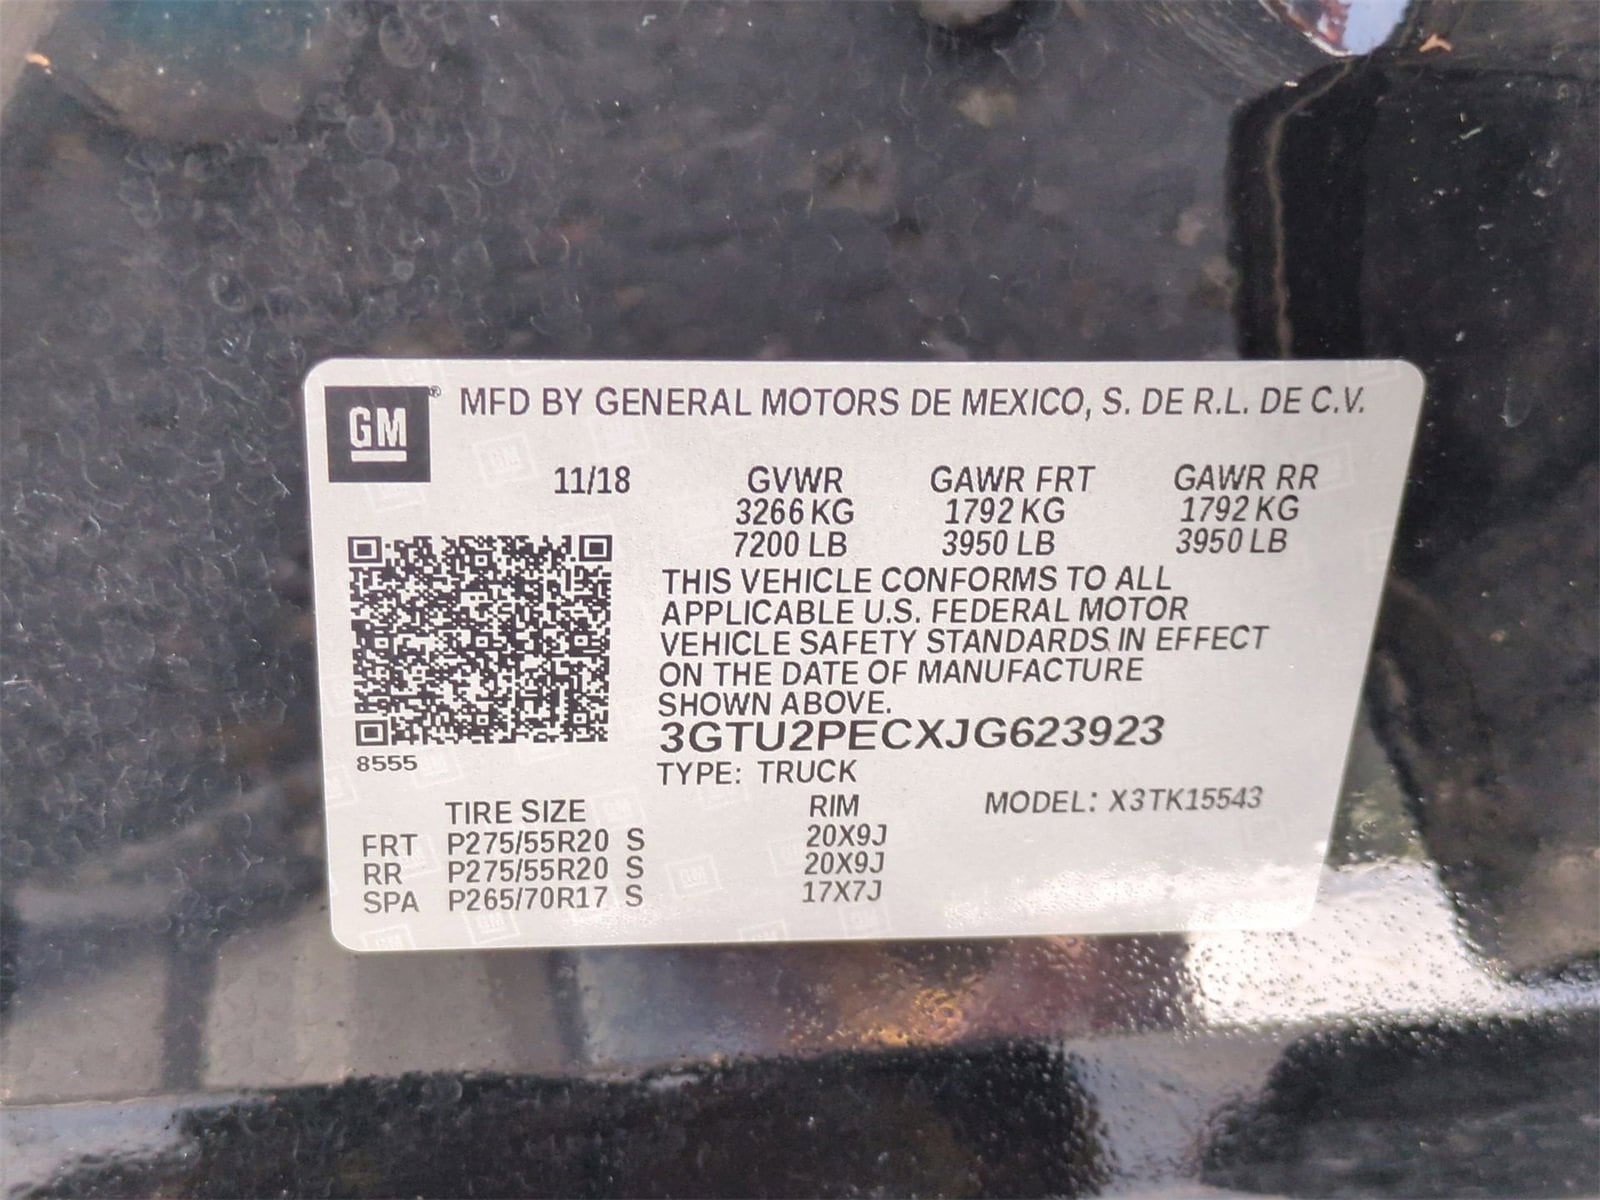 GM ® MFD BY GENERAL MOTORS DE MEXICO, S. DE R.L. DE C.V.
11/18 GVWR GAWR FRT GAWR RR
3266 KG 1792 KG 1792 KG
7200 LB 3950 LB 3950 LB
THIS VEHICLE CONFORMS TO ALL
APPLICABLE U.S. FEDERAL MOTOR
VEHICLE SAFETY STANDARDS IN EFFECT
ON THE DATE OF MANUFACTURE
SHOWN ABOVE.
3GTU2PECXJG623923
8555
TYPE: TRUCK
TIRE SIZE RIM MODEL: X3TK15543
FRT P275/55R20 S 20X9J
RR P275/55R20 S 20X9J
SPA P265/70R17 S 17X7J